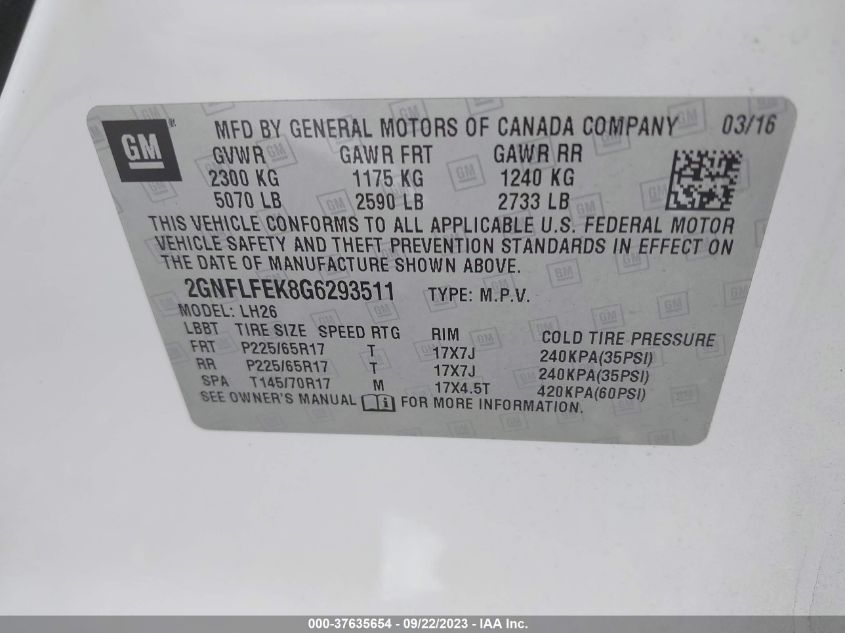 GM MFD BY GENERAL MOTORS OF CANADA COMPANY 03/16
GVWR GAWR FRT GAWR RR
2300 KG 1175 KG 1240 KG
5070 LB 2590 LB 2733 LB
THIS VEHICLE CONFORMS TO ALL APPLICABLE U.S. FEDERAL MOTOR
VEHICLE SAFETY AND THEFT PREVENTION STANDARDS IN EFFECT ON
THE DATE OF MANUFACTURE SHOWN ABOVE.
2GNFLFEK8G6293511 TYPE: M.P.V.
MODEL: LH26
LBBT TIRE SIZE SPEED RTG RIM COLD TIRE PRESSURE
FRT P225/65R17 T 17X7J 240KPA(35PSI)
RR P225/65R17 T 17X7J 240KPA(35PSI)
SPA T145/70R17 M 17X4.5T 420KPA(60PSI)
SEE OWNER'S MANUAL FOR MORE INFORMATION.
000-37635654 - 09/22/2023 - IAA Inc.